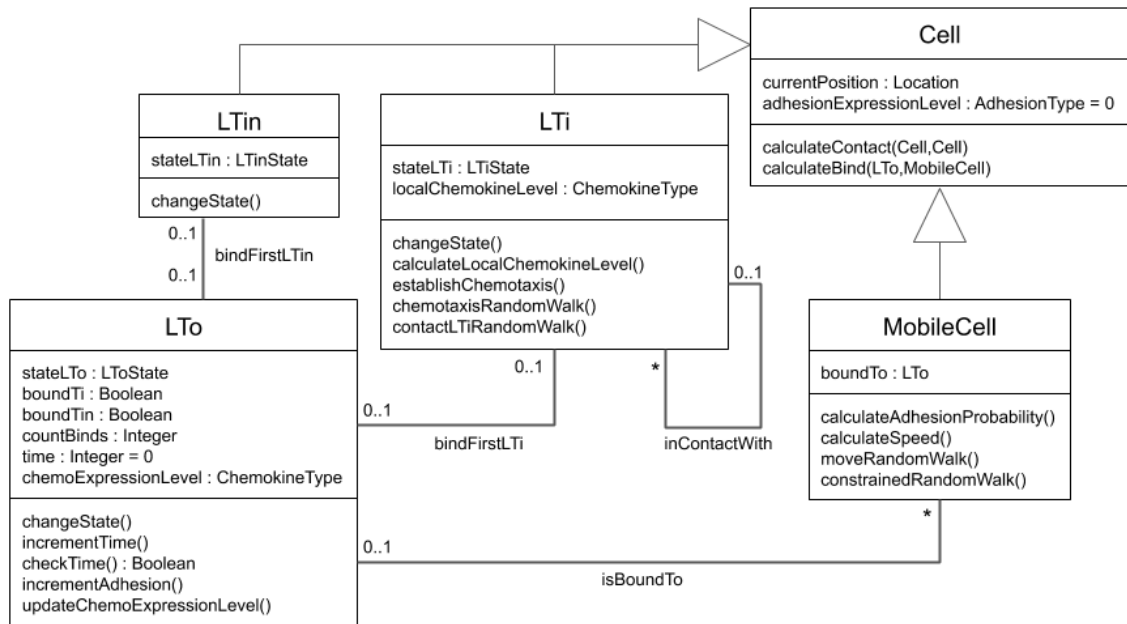 Cell
currentPosition : Location
adhesionExpressionLevel : AdhesionType = 0
calculateContact(Cell,Cell)
calculateBind(LTo,MobileCell)
LTin
stateLTin : LTinState
changeState()
LTi
stateLTi : LTiState
localChemokineLevel : ChemokineType
changeState()
calculateLocalChemokineLevel()
establishChemotaxis()
chemotaxisRandomWalk()
contactLTiRandomWalk()
0..1
bindFirstLTin
0..1
0..1
*
inContactWith
0..1
0..1
bindFirstLTi
LTo
stateLTo : LToState
boundTi : Boolean
boundTin : Boolean
countBinds : Integer
time : Integer = 0
chemoExpressionLevel : ChemokineType
changeState()
incrementTime()
checkTime() : Boolean
incrementAdhesion()
updateChemoExpressionLevel()
MobileCell
boundTo : LTo
calculateAdhesionProbability()
calculateSpeed()
moveRandomWalk()
constrainedRandomWalk()
*
0..1
isBoundTo